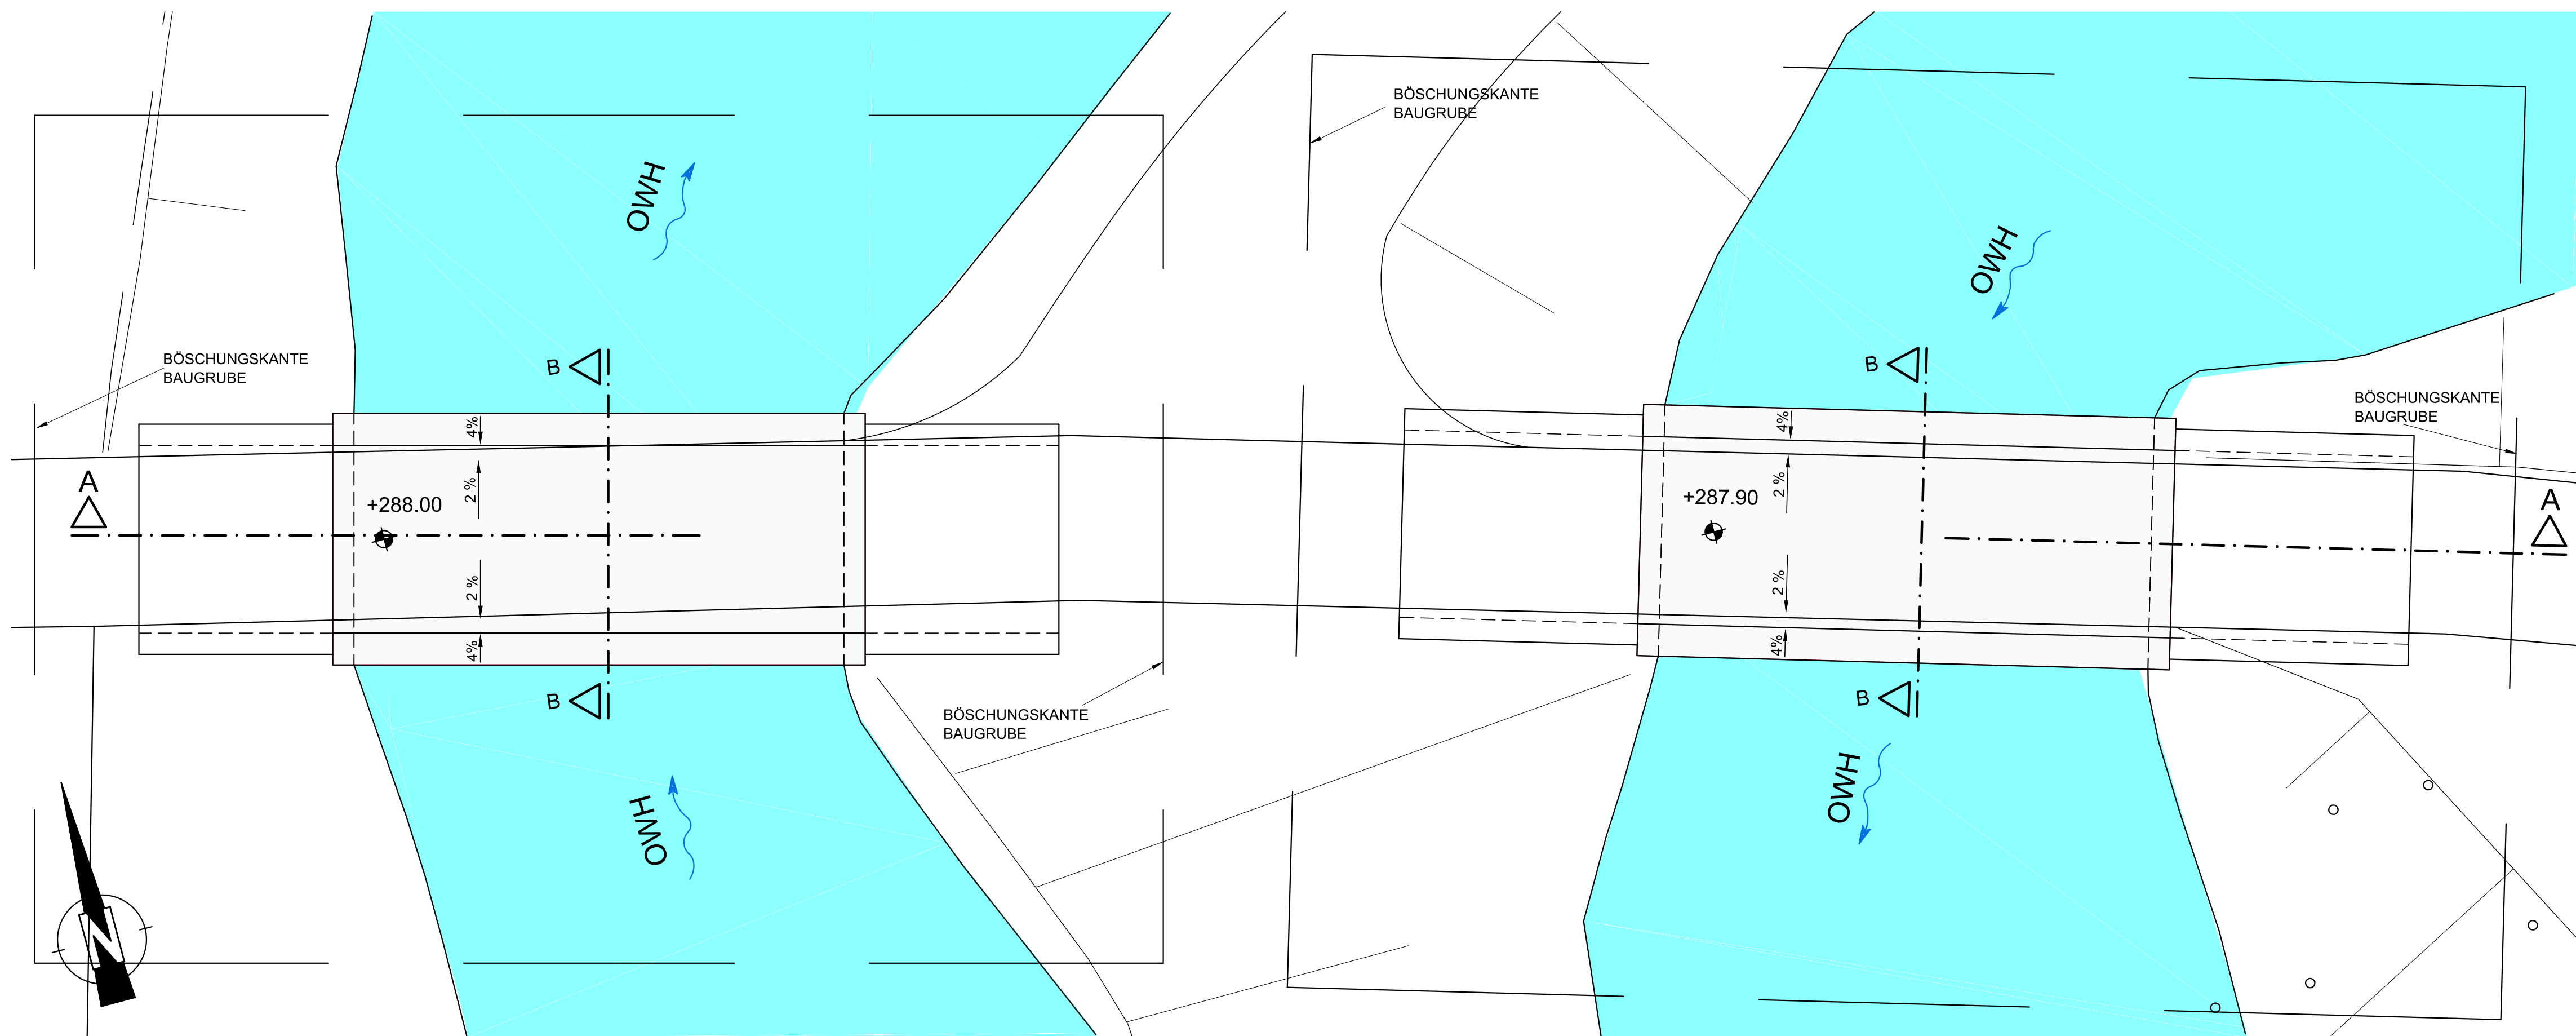 BÖSCHUNGSKANTE
BAUGRUBE
OWH
OWH
BÖSCHUNGSKANTE
BAUGRUBE
B
B
4%
4%
BÖSCHUNGSKANTE
BAUGRUBE
A
+288.00
2 %
+287.90
2 %
A
2 %
2 %
4%
4%
B
B
BÖSCHUNGSKANTE
BAUGRUBE
OWH
OWH